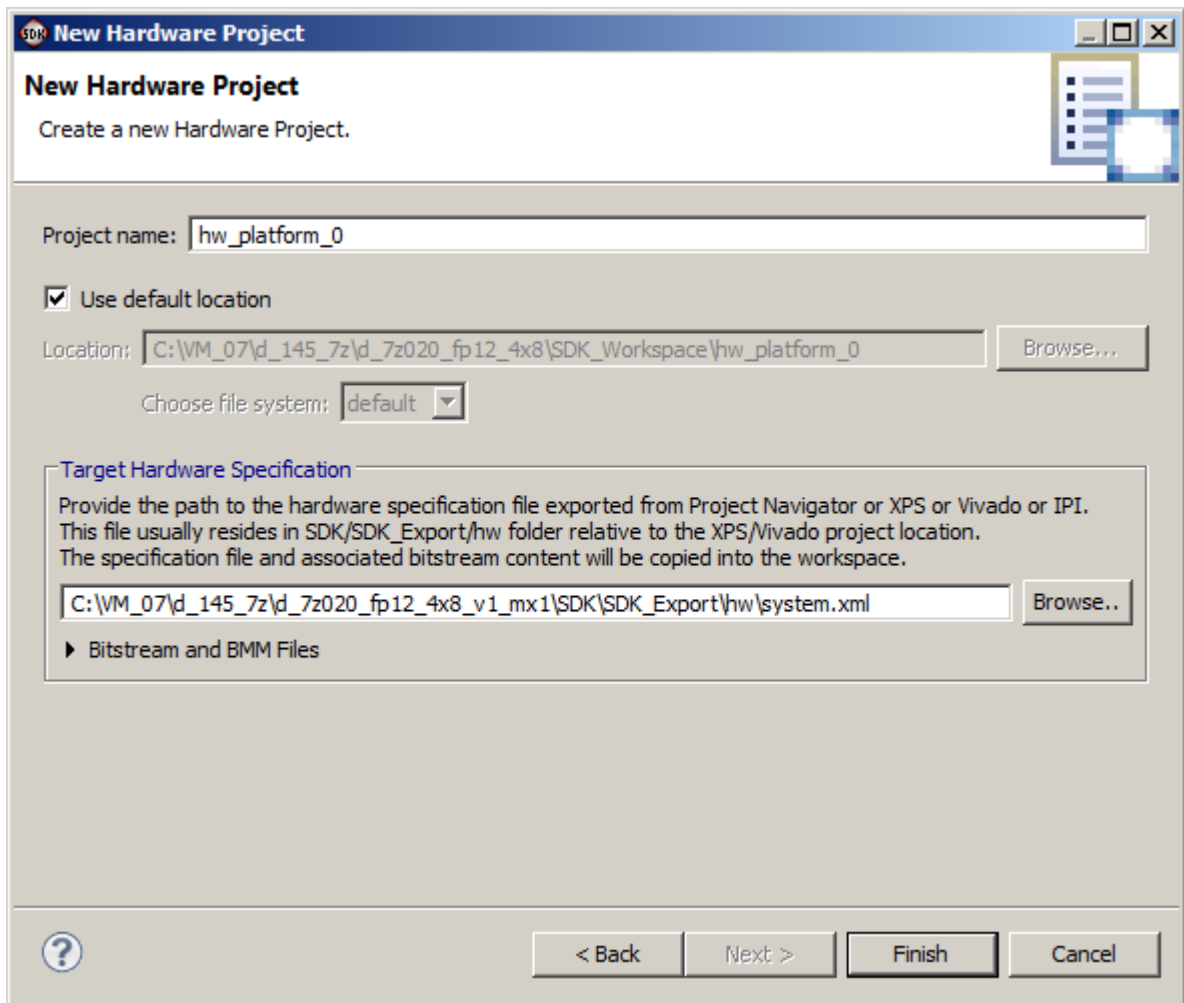 SDK New Hardware Project
New Hardware Project
Create a new Hardware Project.
Project name: hw_platform_0
Use default location
Location: C:\VM_07\d_145_7z\d_7z020_fp12_4x8\SDK_Workspace\hw_platform_0 Browse...
Choose file system: default
Target Hardware Specification
Provide the path to the hardware specification file exported from Project Navigator or XPS or Vivado or IPI.
This file usually resides in SDK/SDK_Export/hw folder relative to the XPS/Vivado project location.
The specification file and associated bitstream content will be copied into the workspace.
C:\VM_07\d_145_7z\d_7z020_fp12_4x8_v1_mx1\SDK\SDK_Export\hw\system.xml Browse..
Bitstream and BMM Files
? < Back Next > Finish Cancel